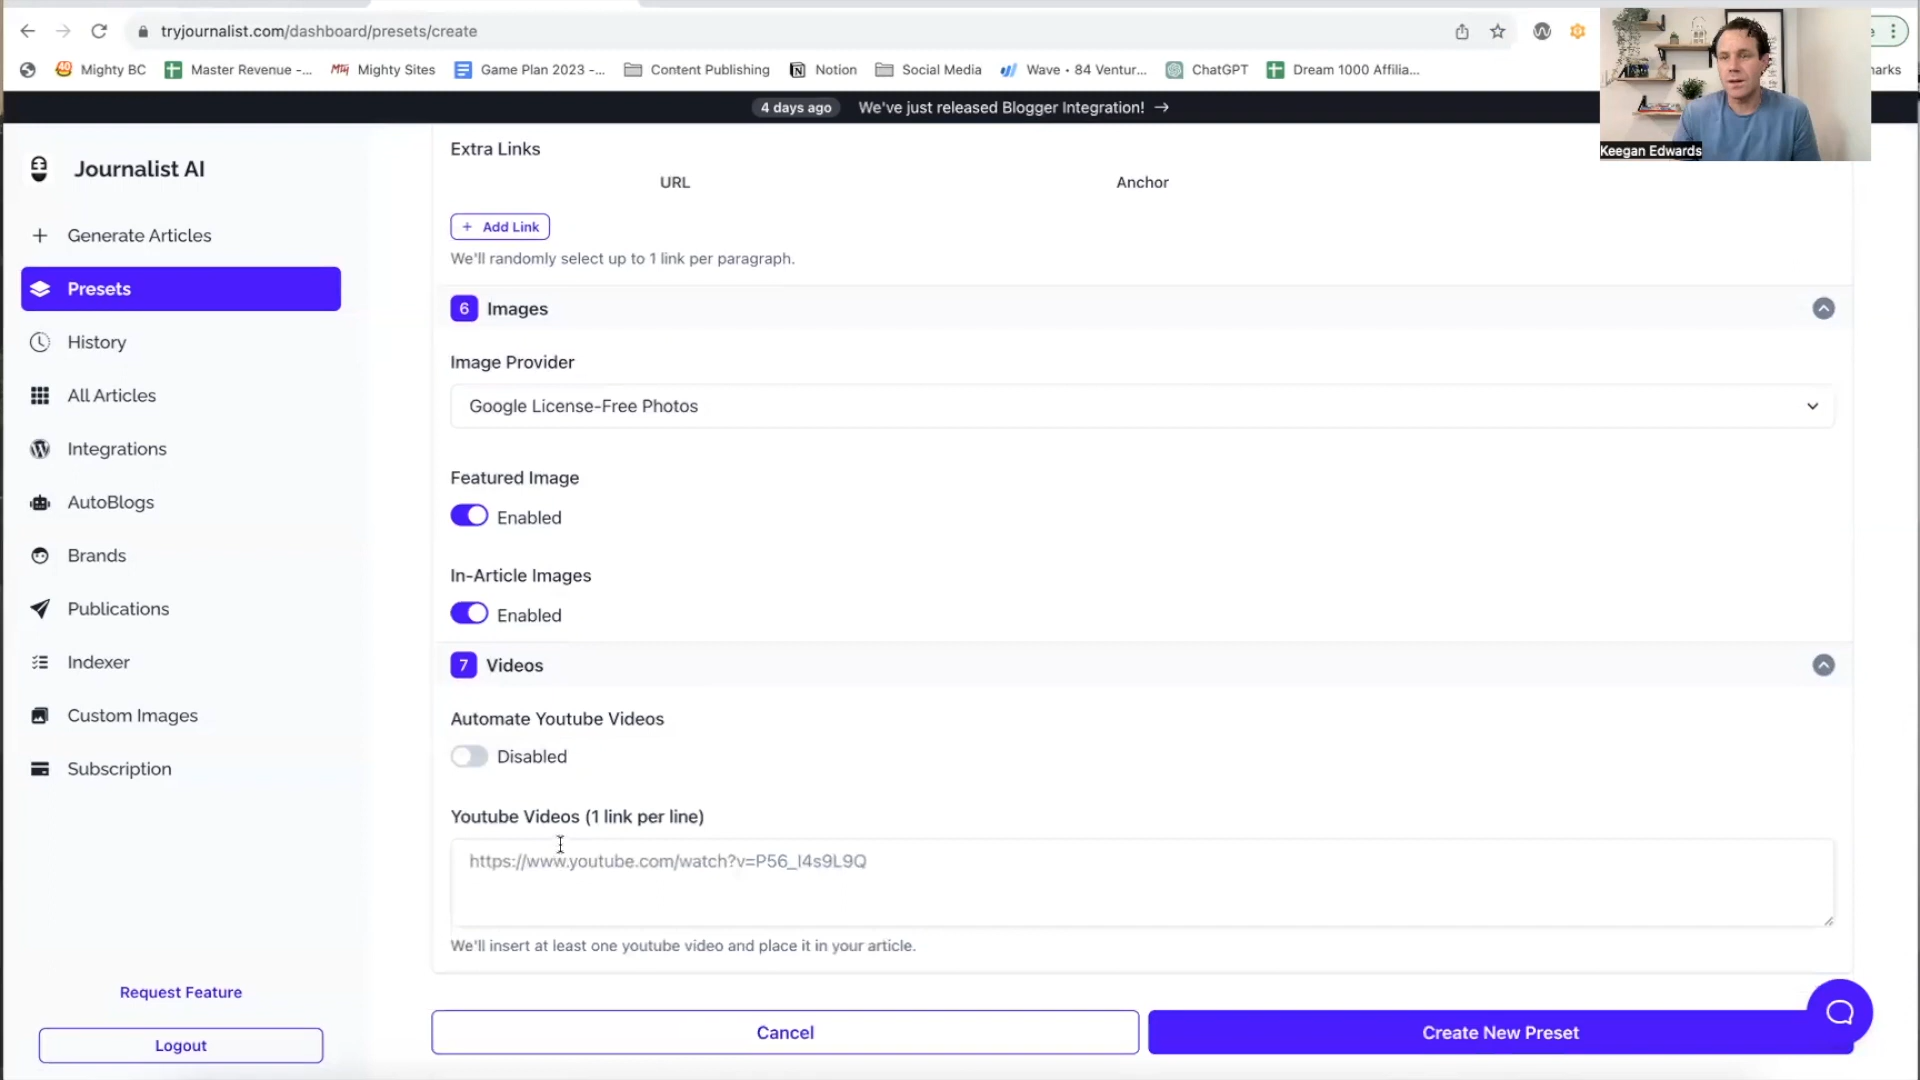 tryjournalist.com/dashboard/presets/create
Mighty BC
Master Revenue -...
Mighty Sites
Game Plan 2023 -...
Content Publishing
Notion
Social Media
Wave • 84 Ventur...
ChatGPT
Dream 1000 Affilia...
4 days ago We've just released Blogger Integration! →
Keegan Edwards
Journalist AI
Generate Articles
Presets
History
All Articles
Integrations
AutoBlogs
Brands
Publications
Indexer
Custom Images
Subscription
Request Feature
Logout
Extra Links
URL Anchor
+ Add Link
We'll randomly select up to 1 link per paragraph.
6 Images
Image Provider
Google License-Free Photos
Featured Image
Enabled
In-Article Images
Enabled
7 Videos
Automate Youtube Videos
Disabled
Youtube Videos (1 link per line)
https://www.youtube.com/watch?v=P56_I4s9L9Q
We'll insert at least one youtube video and place it in your article.
Cancel
Create New Preset